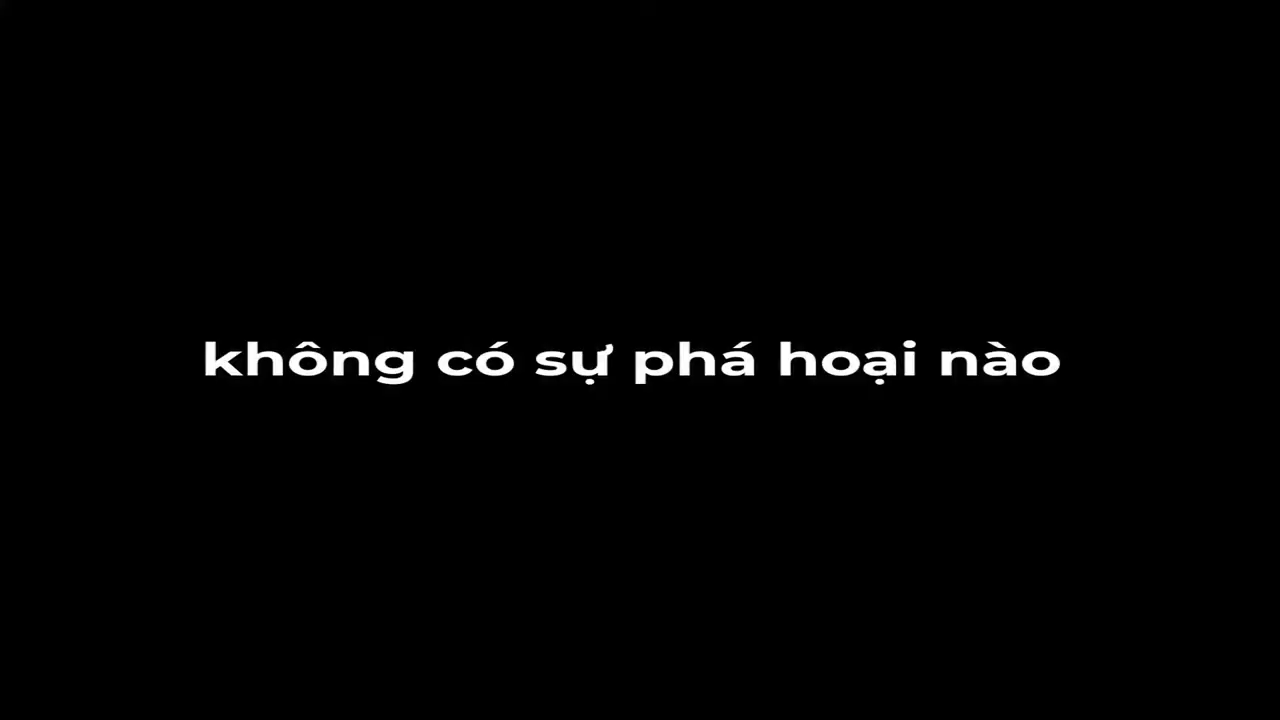 không có sự phá hoại nào